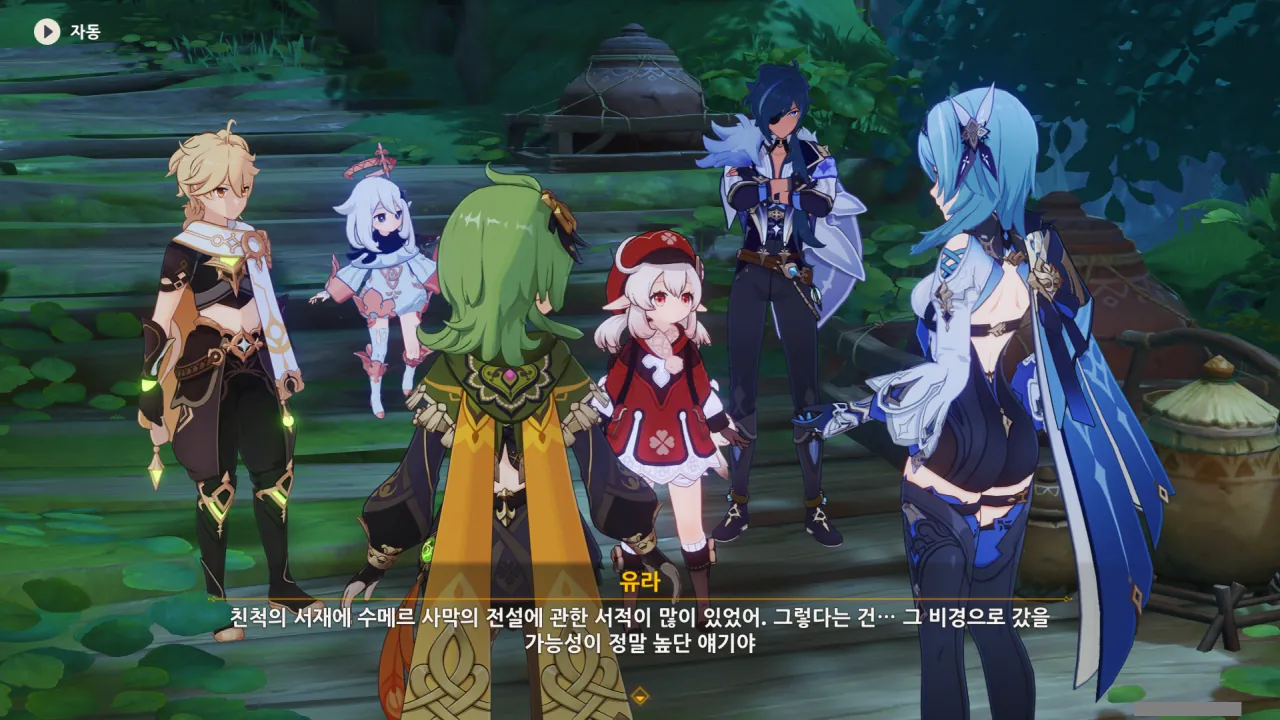 자동
유라
친척의 서재에 수메르 사막의 전설에 관한 서적이 많이 있었어. 그렇다는 건… 그 비경으로 갔을
가능성이 정말 높단 얘기야